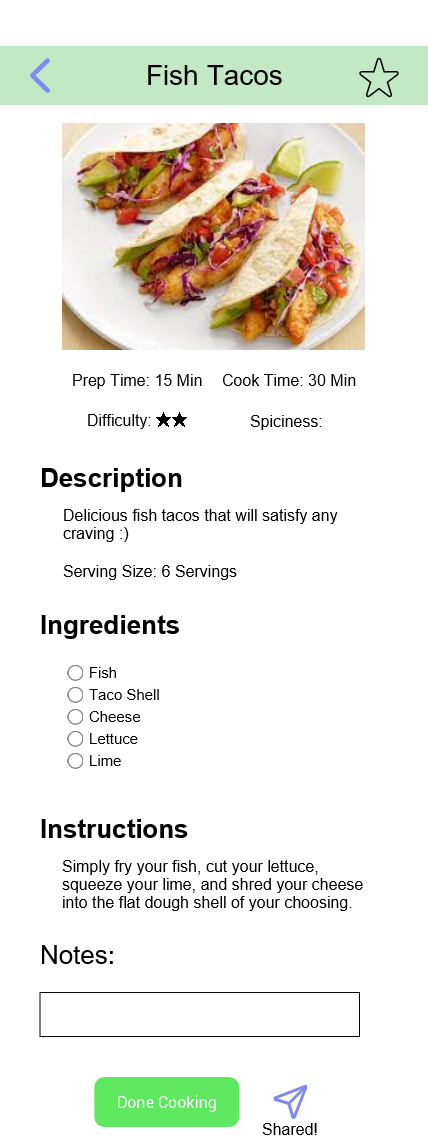 Fish Tacos
Prep Time: 15 Min Cook Time: 30 Min
Difficulty: ★★ Spiciness:
Description
Delicious fish tacos that will satisfy any
craving :)
Serving Size: 6 Servings
Ingredients
Fish
Taco Shell
Cheese
Lettuce
Lime
Instructions
Simply fry your fish, cut your lettuce,
squeeze your lime, and shred your cheese
into the flat dough shell of your choosing.
Notes:
Done Cooking
Shared!